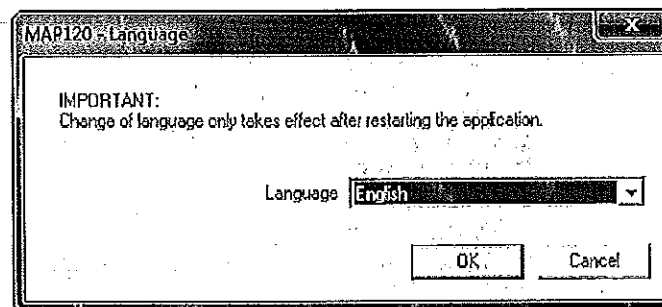 MAP120 - Language
IMPORTANT:
Change of language only takes effect after restarting the application.
Language English
OK Cancel